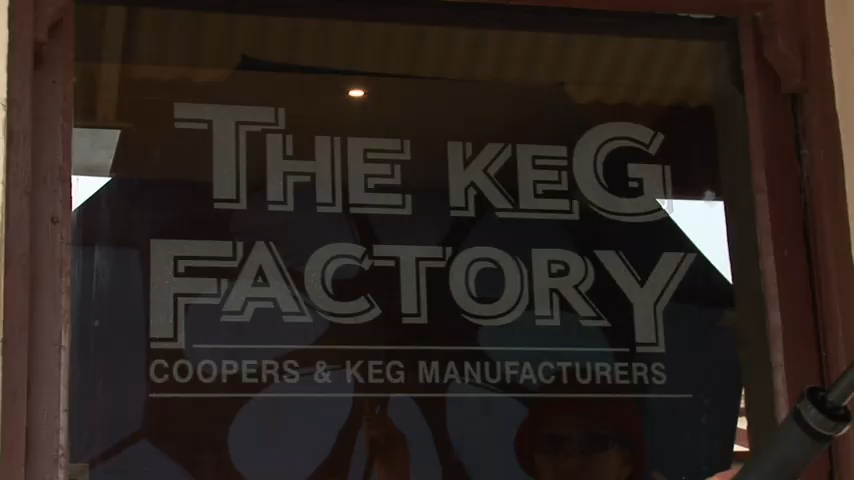 THE KEG
FACTORY
COOPERS & KEG MANUFACTURERS